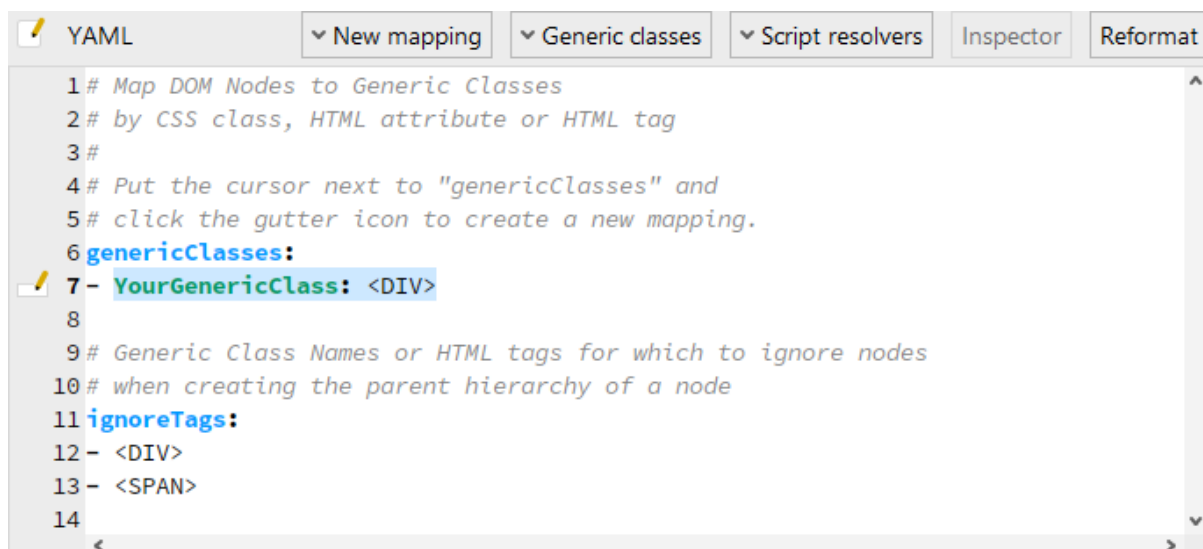 YAML New mapping Generic classes Script resolvers Inspector Reformat
1 # Map DOM Nodes to Generic Classes
2 # by CSS class, HTML attribute or HTML tag
3 #
4 # Put the cursor next to "genericClasses" and
5 # click the gutter icon to create a new mapping.
6 genericClasses:
7 - YourGenericClass: <DIV>
8
9 # Generic Class Names or HTML tags for which to ignore nodes
10 # when creating the parent hierarchy of a node
11 ignoreTags:
12 - <DIV>
13 - <SPAN>
14